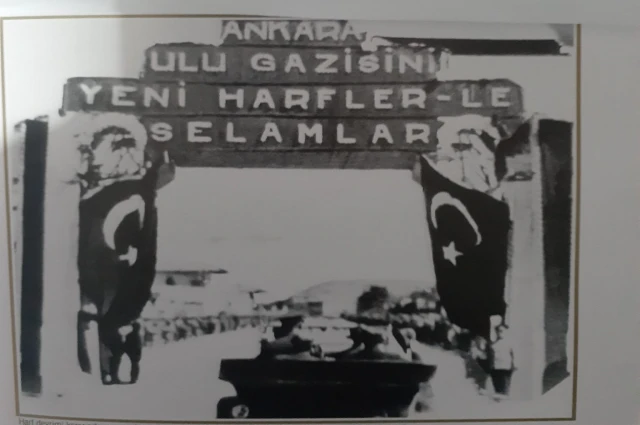 ANKARA
ULU GAZİSİNİ
YENİ HARFLER-LE
SELAMLAR